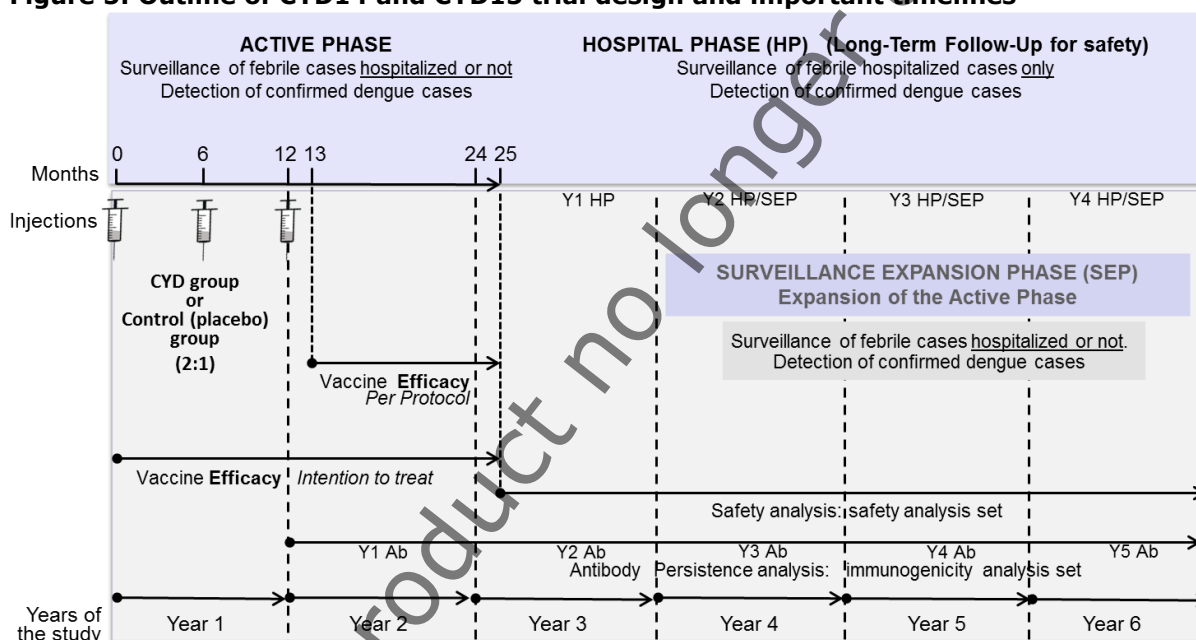 Figure 3: Outline of CYD14 and CYD15 trial design and important timelines
ACTIVE PHASE
Surveillance of febrile cases hospitalized or not
Detection of confirmed dengue cases
HOSPITAL PHASE (HP) (Long-Term Follow-Up for safety)
Surveillance of febrile hospitalized cases only
Detection of confirmed dengue cases
Months
0 6 12 13 24 25
Injections
Y1 HP Y2 HP/SEP Y3 HP/SEP Y4 HP/SEP
CYD group
or
Control (placebo)
group
(2:1)
SURVEILLANCE EXPANSION PHASE (SEP)
Expansion of the Active Phase
Surveillance of febrile cases hospitalized or not.
Detection of confirmed dengue cases
Vaccine Efficacy
Per Protocol
Vaccine Efficacy Intention to treat
Safety analysis: safety analysis set
Y1 Ab Y2 Ab Y3 Ab Y4 Ab Y5 Ab
Antibody Persistence analysis: immunogenicity analysis set
Years of
the study
Year 1 Year 2 Year 3 Year 4 Year 5 Year 6
product no longer